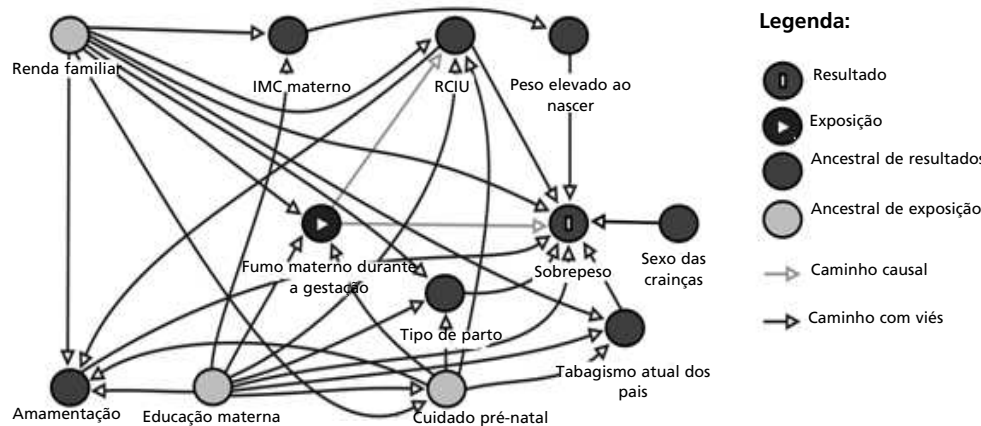 Legenda:
Renda familiar
IMC materno
RCIU
Peso elevado ao
nascer
Resultado
Exposição
Ancestral de resultados
Ancestral de exposição
Fumo materno durante
a gestação
Sobrepeso
Sexo das
crainças
Caminho causal
Caminho com viés
Tipo de parto
Tabagismo atual dos
pais
Amamentação
Educação materna
Cuidado pré-natal